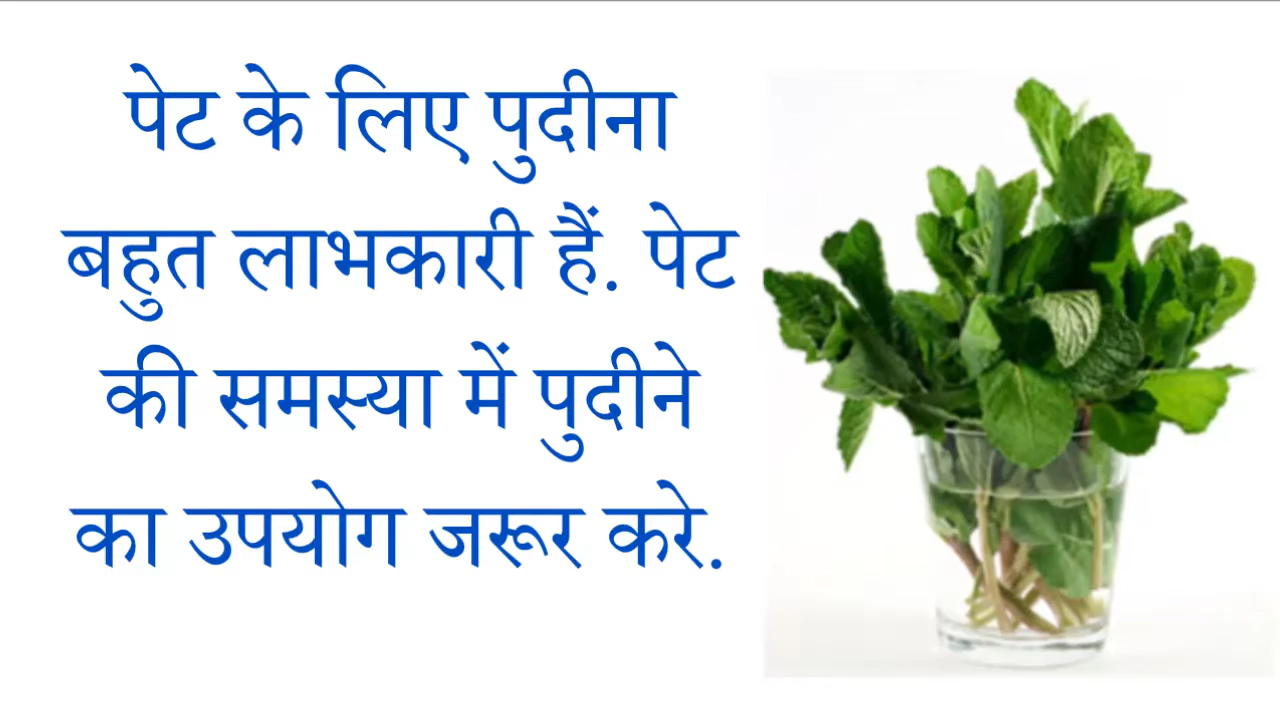 पेट के लिए पुदीना
बहुत लाभकारी हैं. पेट
की समस्या में पुदीने
का उपयोग जरूर करे.